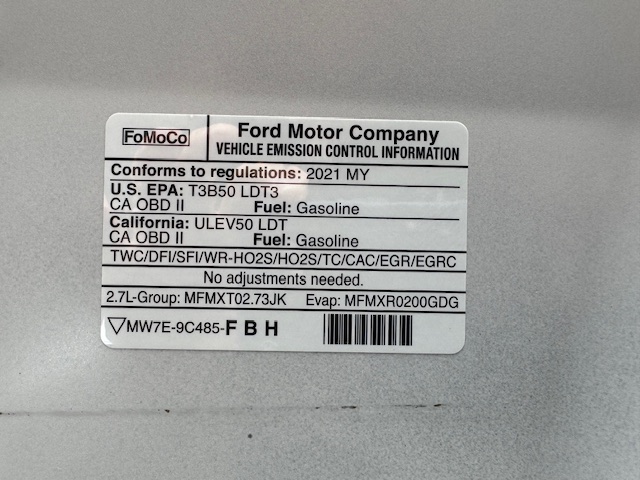 FoMoCo
Ford Motor Company
VEHICLE EMISSION CONTROL INFORMATION
Conforms to regulations: 2021 MY
U.S. EPA: T3B50 LDT3
CA OBD II Fuel: Gasoline
California: ULEV50 LDT
CA OBD II Fuel: Gasoline
TWC/DFI/SFI/WR-HO2S/HO2S/TC/CAC/EGR/EGRC
No adjustments needed.
2.7L-Group: MFMXT02.73JK Evap: MFMXR0200GDG
MW7E-9C485-F B H